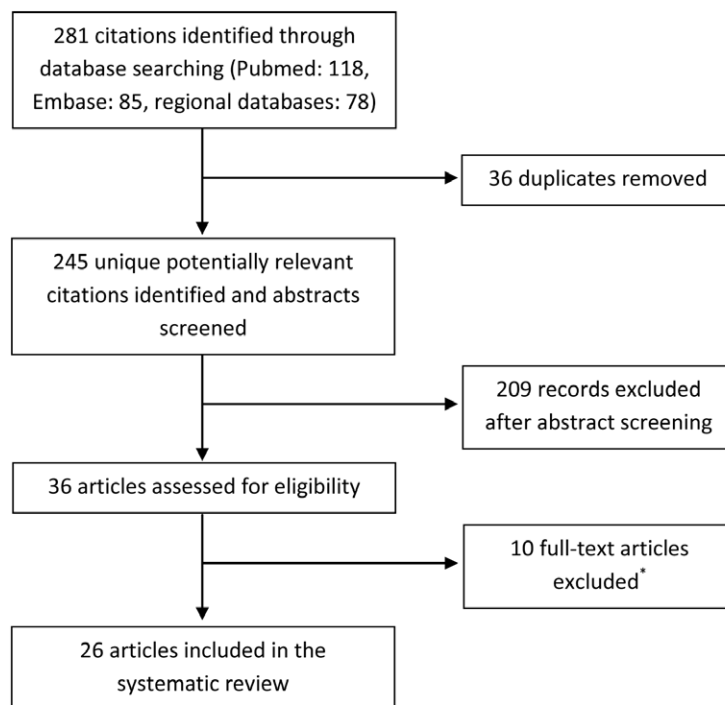 281 citations identified through
database searching (Pubmed: 118,
Embase: 85, regional databases: 78)
36 duplicates removed
245 unique potentially relevant
citations identified and abstracts
screened
209 records excluded
after abstract screening
36 articles assessed for eligibility
10 full-text articles
excluded*
26 articles included in the
systematic review